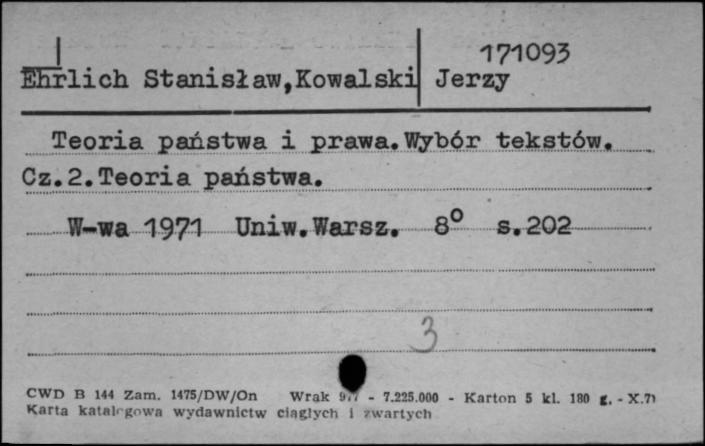 171093
Ehrlich Stanisław,Kowalski Jerzy
Teoria państwa i prawa.Wybór tekstów.
Cz.2.Teoria państwa.
W-wa 1971 Uniw.Warsz. 8° s.202
3
CWD B 144 Zam. 1475/DW/On Wrak - 7.225.000 - Karton 5 kl. 180 g. - X.71
Karta katalogowa wydawnictw ciągłych i zwartych